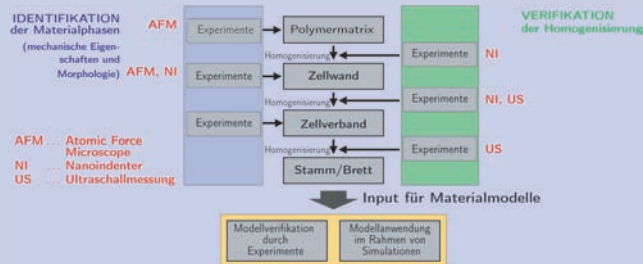 IDENTIFIKATION
der Materialphasen
(mechanische Eigen-
schaften und
Morphologie)
AFM
Experimente
Polymermatrix
VERIFIKATION
der Homogenisierung
Homogenisierung
Experimente
NI
AFM, NI
Experimente
Zellwand
Homogenisierung
Experimente
NI, US
Experimente
Zellverband
Homogenisierung
Experimente
US
Stamm/Brett
AFM ... Atomic Force
Microscope
NI ... Nanoindenter
US ... Ultraschallmessung
Input für Materialmodelle
Modellverifikation
durch
Experimente
Modellanwendung
im Rahmen von
Simulationen